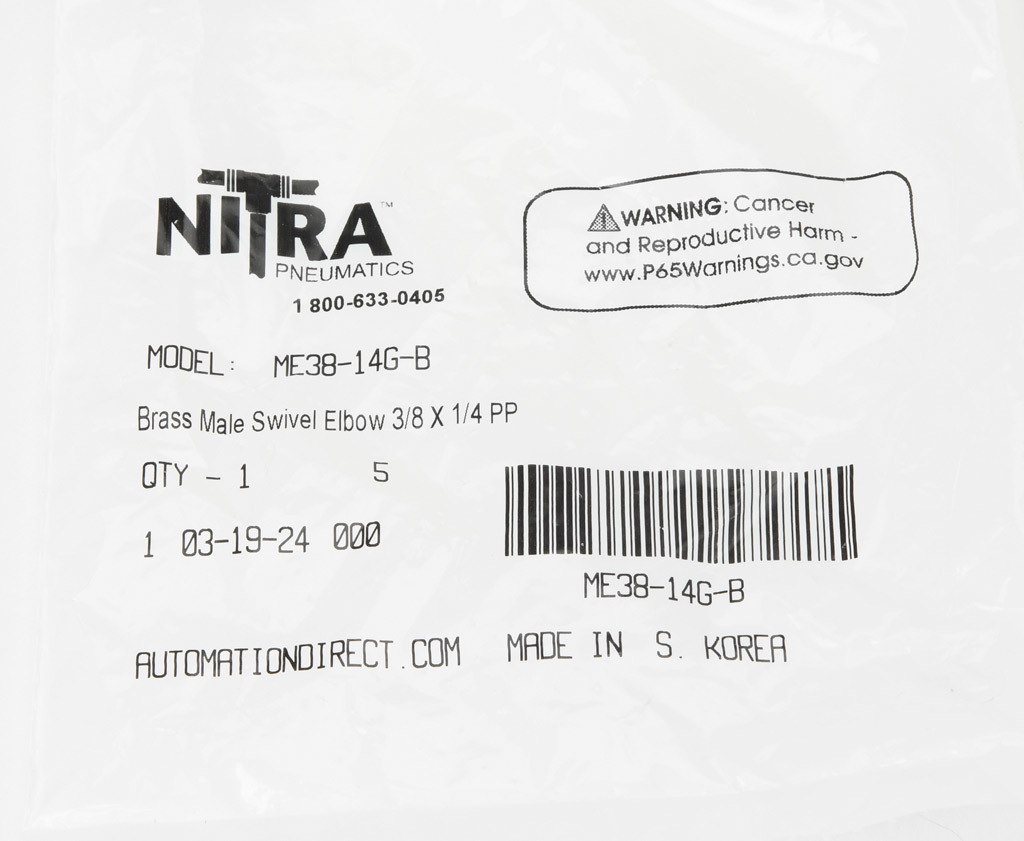 NITRA™
PNEUMATICS
1 800-633-0405
⚠WARNING: Cancer
and Reproductive Harm -
www.P65Warnings.ca.gov
MODEL: ME38-14G-B
Brass Male Swivel Elbow 3/8 X 1/4 PP
QTY - 1 5
1 03-19-24 000
ME38-14G-B
AUTOMATIONDIRECT.COM MADE IN S. KOREA